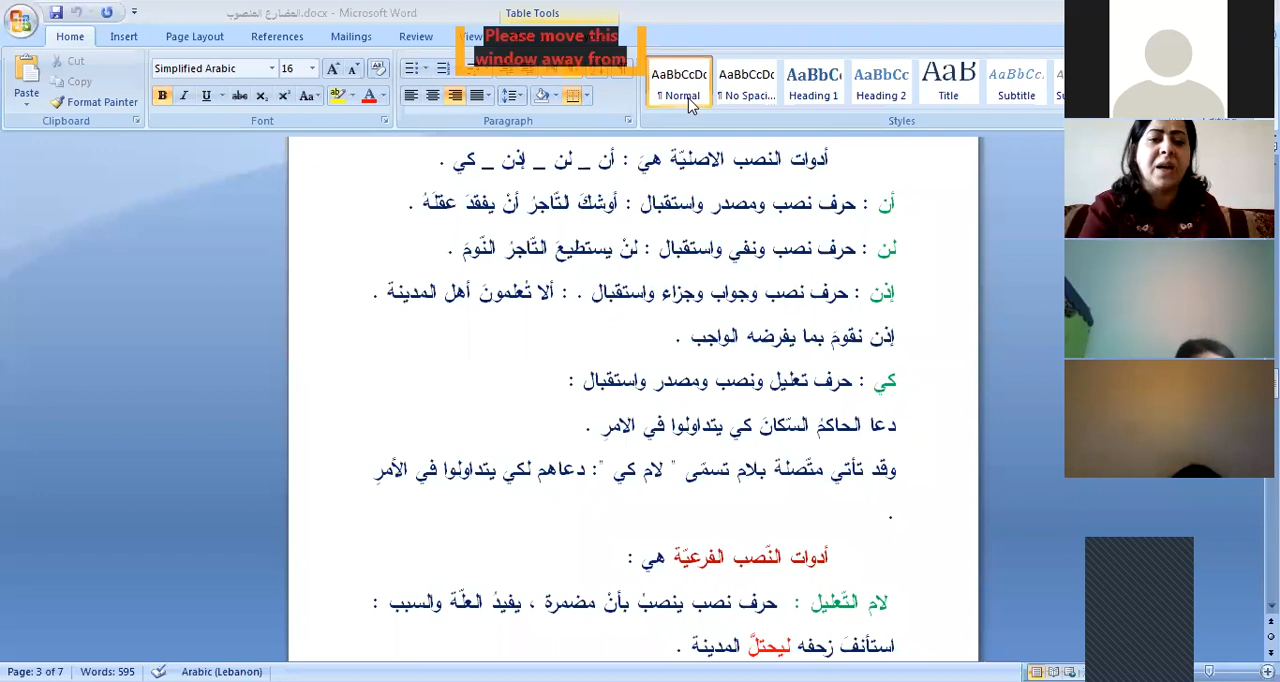 المضارع المنصوب.docx - Microsoft Word
Table Tools
Home Insert Page Layout References Mailings Review View
Please move this
window away from
Paste
Cut
Copy
Format Painter
Clipboard
Simplified Arabic 16
Font
Paragraph
AaBbCcDc ¶ Normal
AaBbCcDc ¶ No Spaci...
AaBbC Heading 1
AaBbCc Heading 2
AaB Title
AaBbCc. Subtitle
Styles
أدوات النصب الاصليّة هيَ : أن _ لن _ إذن _ كي .
أن : حرف نصب ومصدر واستقبال : أوشكَ التّاجرُ أنْ يفقدَ عقلَهُ .
لن : حرف نصب ونفي واستقبال : لنْ يستطيعَ التّاجرُ النّومَ .
إذن : حرف نصب وجواب وجزاء واستقبال . : ألا تُعلمونَ أهل المدينة .
إذن نقومَ بما يفرضه الواجب .
كي : حرف تعليل ونصب ومصدر واستقبال :
دعا الحاكمُ السّكانَ كي يتداولوا في الامرِ .
وقد تأتي متّصلة بلام تسمّى " لام كي ": دعاهم لكي يتداولوا في الأمرِ
.
أدوات النّصب الفرعيّة هي :
لام التّعليل : حرف نصب ينصبُ بأنْ مضمرة ، يفيدُ العلّة والسبب :
استأنفَ زحفه ليحتلَّ المدينة .
Page: 3 of 7 Words: 595 Arabic (Lebanon)